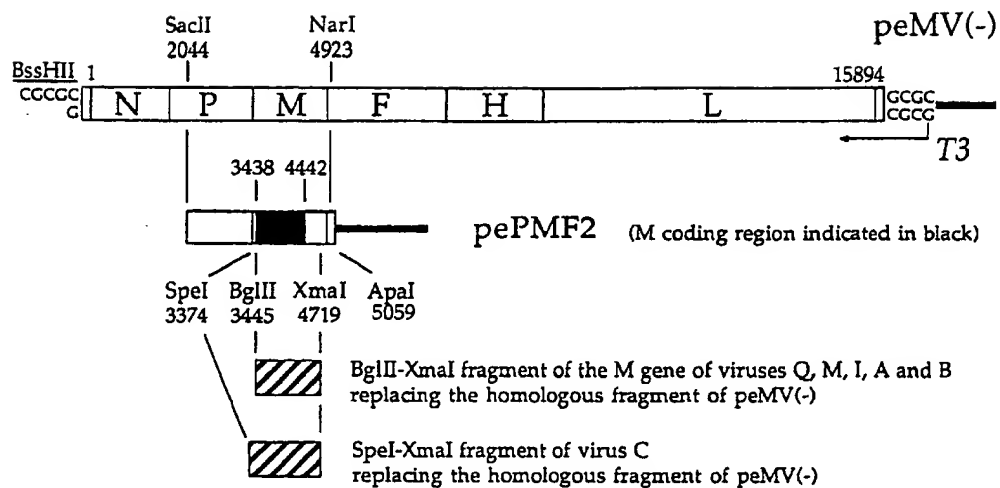 SacII NarI peMV(-)
2044 4923
BssHII 1 15894
CGCGC N P M F H L GCGC
G CGCG
T3
3438 4442
pePMF2 (M coding region indicated in black)
SpeI BglII XmaI ApaI
3374 3445 4719 5059
BglII-XmaI fragment of the M gene of viruses Q, M, I, A and B
replacing the homologous fragment of peMV(-)
SpeI-XmaI fragment of virus C
replacing the homologous fragment of peMV(-)